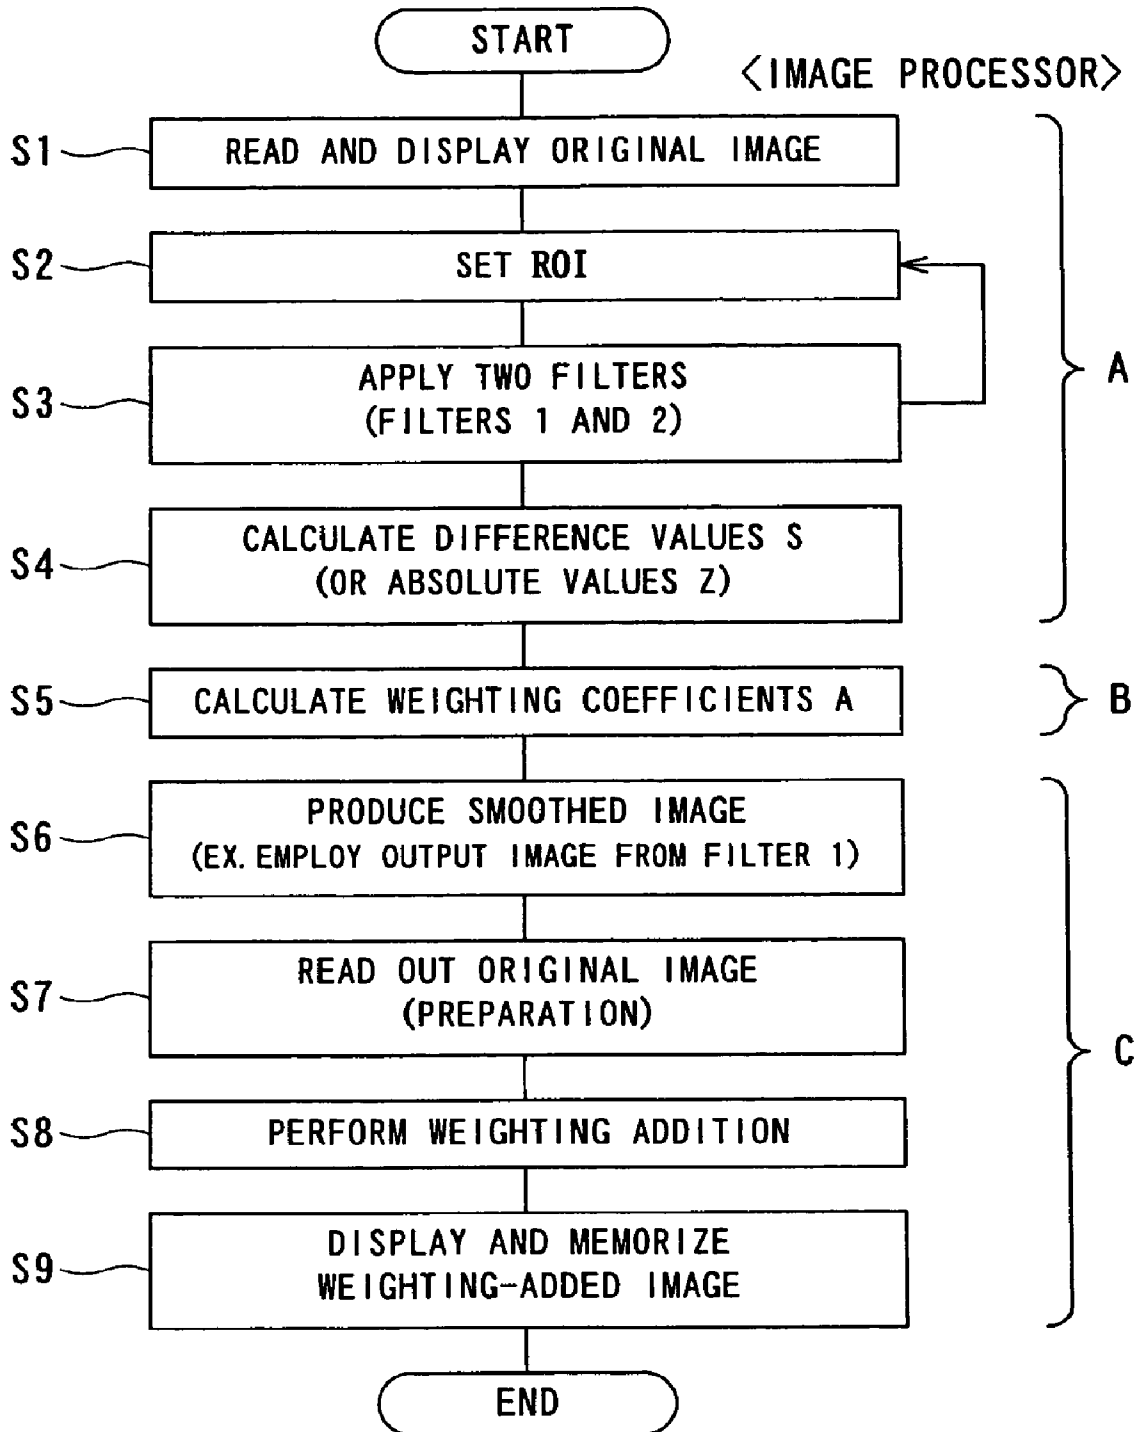 START
<IMAGE PROCESSOR>
S1
READ AND DISPLAY ORIGINAL IMAGE
S2
SET ROI
S3
APPLY TWO FILTERS
(FILTERS 1 AND 2)
A
S4
CALCULATE DIFFERENCE VALUES S
(OR ABSOLUTE VALUES Z)
S5
CALCULATE WEIGHTING COEFFICIENTS A
B
S6
PRODUCE SMOOTHED IMAGE
(EX. EMPLOY OUTPUT IMAGE FROM FILTER 1)
S7
READ OUT ORIGINAL IMAGE
(PREPARATION)
C
S8
PERFORM WEIGHTING ADDITION
S9
DISPLAY AND MEMORIZE
WEIGHTING-ADDED IMAGE
END